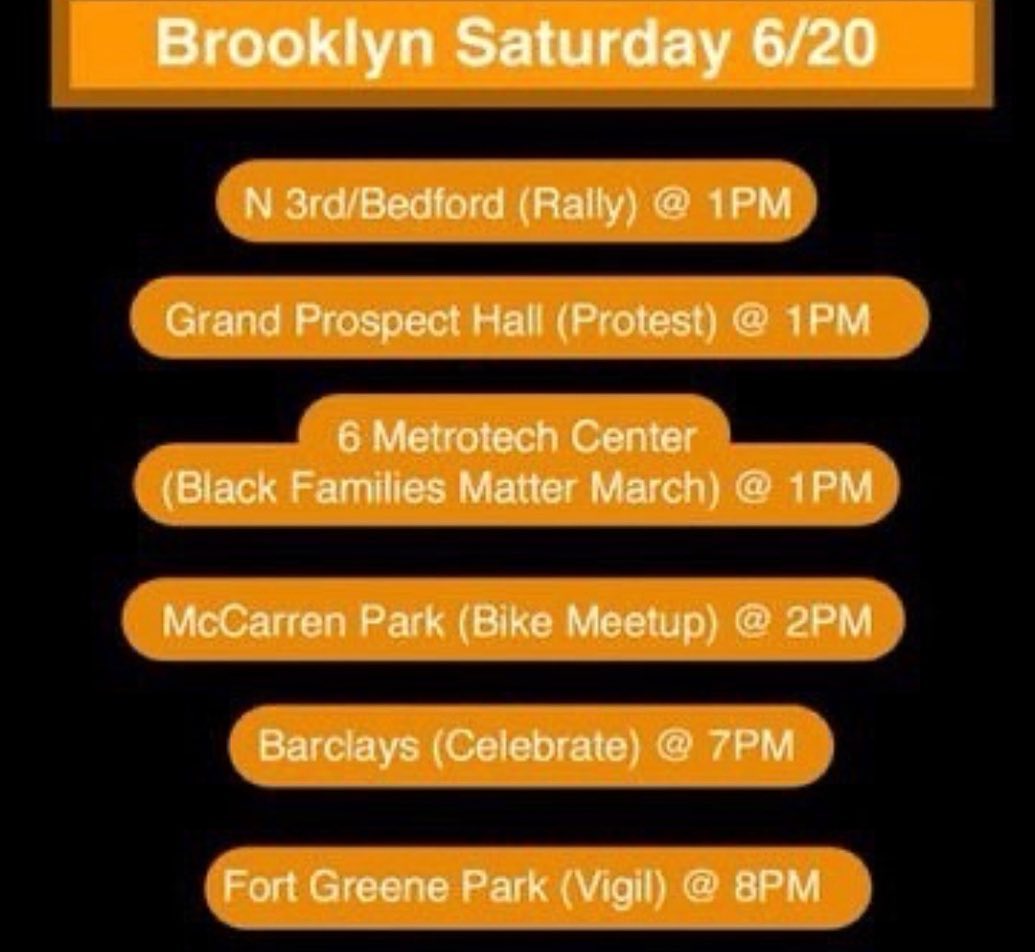 Brooklyn Saturday 6/20
N 3rd/Bedford (Rally) @ 1PM
Grand Prospect Hall (Protest) @ 1PM
6 Metrotech Center
(Black Families Matter March) @ 1PM
McCarren Park (Bike Meetup) @ 2PM
Barclays (Celebrate) @ 7PM
Fort Greene Park (Vigil) @ 8PM